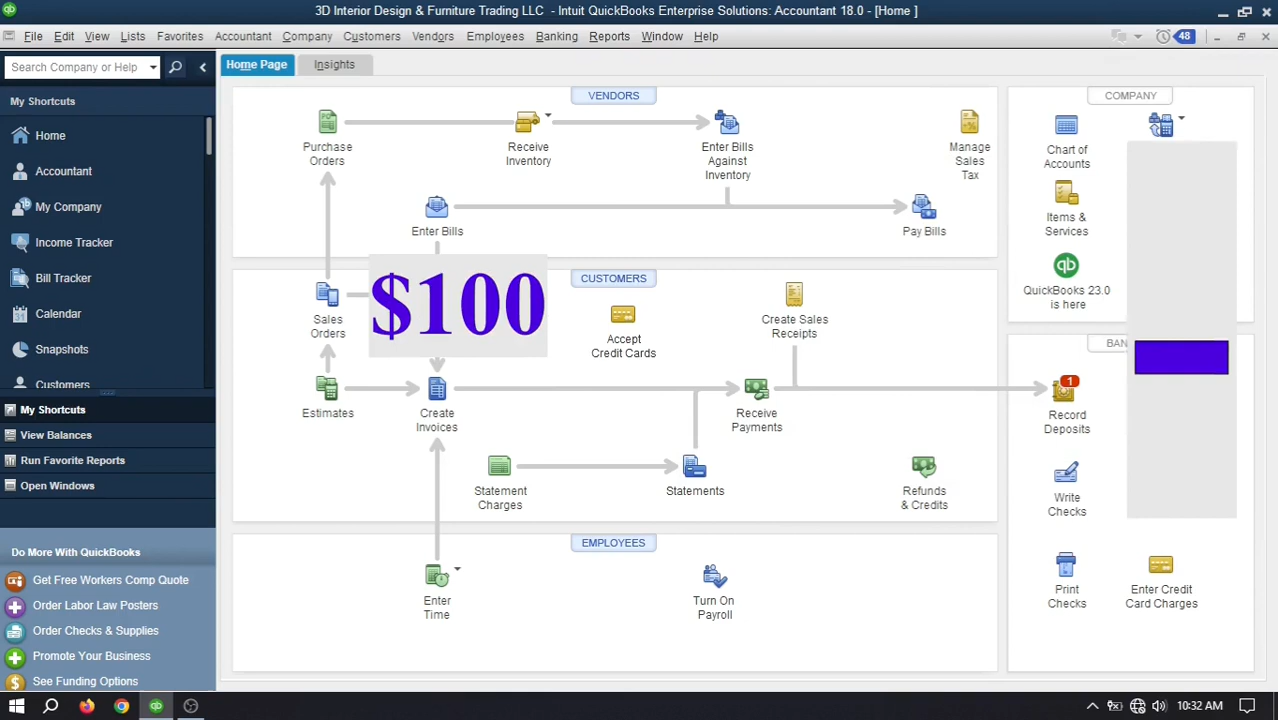 3D Interior Design & Furniture Trading LLC - Intuit QuickBooks Enterprise Solutions: Accountant 18.0 - [Home ]
File Edit View Lists Favorites Accountant Company Customers Vendors Employees Banking Reports Window Help
48
Search Company or Help
Home Page
Insights
My Shortcuts
Home
Accountant
My Company
Income Tracker
Bill Tracker
Calendar
Snapshots
Customers
My Shortcuts
View Balances
Run Favorite Reports
Open Windows
Do More With QuickBooks
Get Free Workers Comp Quote
Order Labor Law Posters
Order Checks & Supplies
Promote Your Business
See Funding Options
VENDORS
Purchase
Orders
Receive
Inventory
Enter Bills
Against
Inventory
Manage
Sales
Tax
Enter Bills
Pay Bills
$100
CUSTOMERS
Sales
Orders
Accept
Credit Cards
Create Sales
Receipts
Estimates
Create
Invoices
Receive
Payments
Statement
Charges
Statements
Refunds
& Credits
EMPLOYEES
Enter
Time
Turn On
Payroll
COMPANY
Chart of
Accounts
Items &
Services
qb
QuickBooks 23.0
is here
1
Record
Deposits
Write
Checks
Print
Checks
Enter Credit
Card Charges
10:32 AM